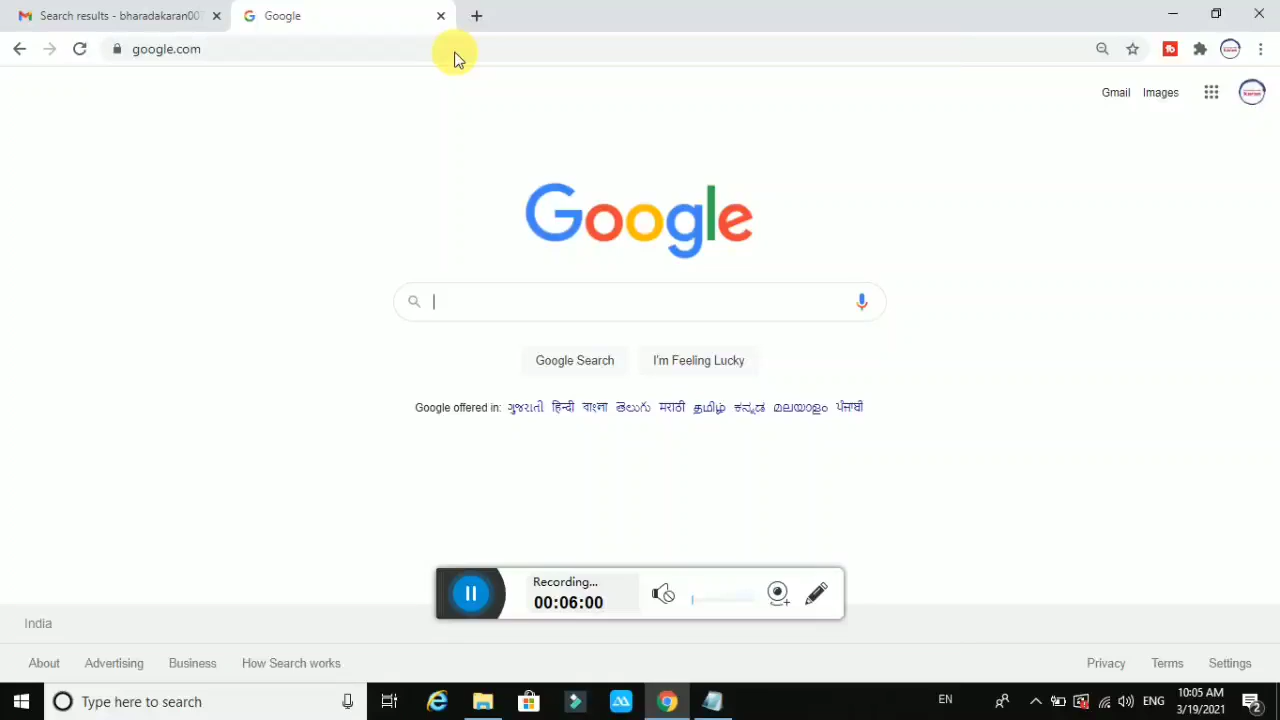 Search results - bharadakaran007
Google
google.com
Gmail Images
Google
Google Search I'm Feeling Lucky
Google offered in: ગુજરાતી हिन्दी বাংলা తెలుగు मराठी தமிழ் ಕನ್ನಡ മലയാളം ਪੰਜਾਬੀ
Recording...
00:06:00
India
About Advertising Business How Search works Privacy Terms Settings
Type here to search
EN
ENG
10:05 AM
3/19/2021
2